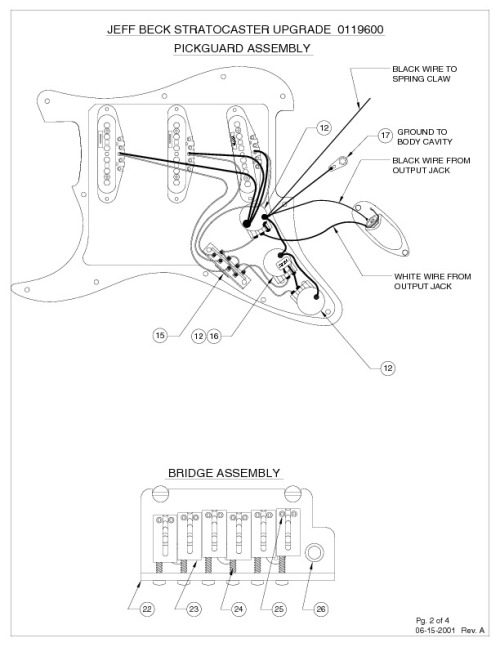 JEFF BECK STRATOCASTER UPGRADE 0119600
PICKGUARD ASSEMBLY
BLACK WIRE TO
SPRING CLAW
12
17
GROUND TO
BODY CAVITY
BLACK WIRE FROM
OUTPUT JACK
WHITE WIRE FROM
OUTPUT JACK
15
12 16
12
BRIDGE ASSEMBLY
22 23 24 25 26
Pg. 2 of 4
06-15-2001 Rev. A